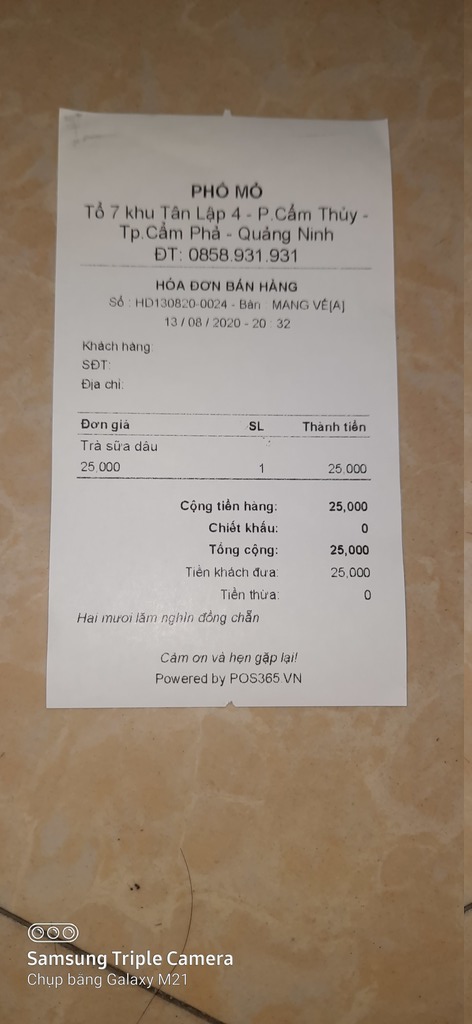 PHỐ MỎ
Tổ 7 khu Tân Lập 4 - P.Cẩm Thủy -
Tp.Cẩm Phả - Quảng Ninh
ĐT: 0858.931.931
HÓA ĐƠN BÁN HÀNG
Số : HD130820-0024 - Bàn : MANG VỀ[A]
13 / 08 / 2020 - 20 : 32
Khách hàng:
SĐT:
Địa chỉ:
Đơn giá SL Thành tiền
Trà sữa dâu
25,000 1 25,000
Cộng tiền hàng: 25,000
Chiết khấu: 0
Tổng cộng: 25,000
Tiền khách đưa: 25,000
Tiền thừa: 0
Hai mươi lăm nghìn đồng chẵn
Cảm ơn và hẹn gặp lại!
Powered by POS365.VN
Samsung Triple Camera
Chụp bằng Galaxy M21